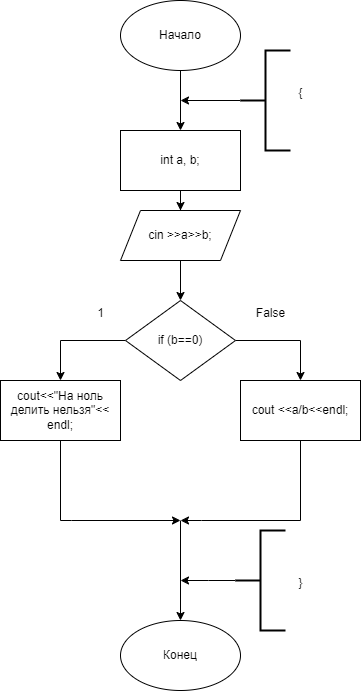 Начало
{
int a, b;
cin >>a>>b;
1
False
if (b==0)
cout<<"На ноль
делить нельзя"<<
endl;
cout <<a/b<<endl;
}
Конец